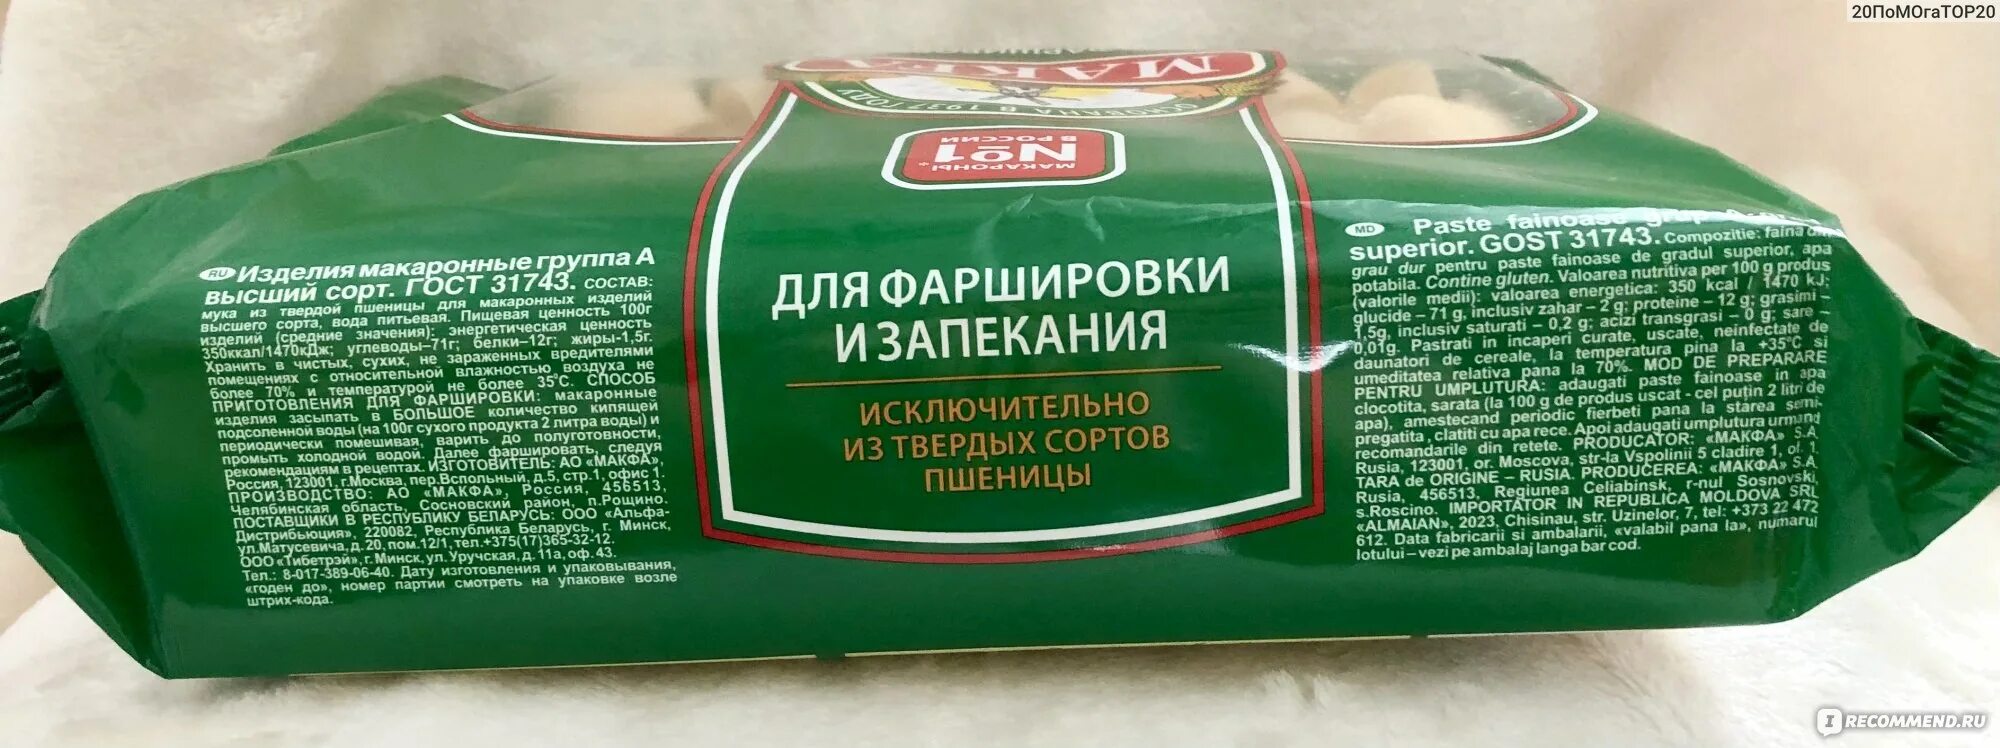 20ПоМОгаТОР20
МАКФА
ОСНОВАНА В 1937 ГОДУ
МАКАРОНЫ
№1*
В РОССИИ
RU Изделия макаронные группа А
высший сорт. ГОСТ 31743. СОСТАВ:
мука из твердой пшеницы для макаронных изделий
высшего сорта, вода питьевая. Пищевая ценность 100г
изделий (средние значения): энергетическая ценность
350ккал/1470кДж; углеводы–71г; белки–12г; жиры-1,5г.
Хранить в чистых, сухих, не зараженных вредителями
помещениях с относительной влажностью воздуха не
более 70% и температурой не более 35°С. СПОСОБ
ПРИГОТОВЛЕНИЯ ДЛЯ ФАРШИРОВКИ: макаронные
изделия засыпать в БОЛЬШОЕ количество кипящей
подсоленной воды (на 100г сухого продукта 2 литра воды) и
периодически помешивая, варить до полуготовности,
промыть холодной водой. Далее фаршировать, следуя
рекомендациям в рецептах. ИЗГОТОВИТЕЛЬ: АО «МАКФА»,
Россия, 123001, г.Москва, пер.Вспольный, д.5, стр.1, офис 1.
ПРОИЗВОДСТВО: АО «МАКФА», Россия, 456513,
Челябинская область, Сосновский район, п.Рощино.
ПОСТАВЩИКИ В РЕСПУБЛИКУ БЕЛАРУСЬ: ООО «Альфа-
Дистрибьюция», 220082, Республика Беларусь, г. Минск,
ул.Матусевича, д.20, пом.12/1, тел.+375(17)365-32-12.
ООО «Тибетрэй», г.Минск, ул. Уручская, д.11а, оф. 43.
Тел.: 8-017-389-06-40. Дату изготовления и упаковывания,
«годен до», номер партии смотреть на упаковке возле
штрих-кода.
ДЛЯ ФАРШИРОВКИ
И ЗАПЕКАНИЯ
ИСКЛЮЧИТЕЛЬНО
ИЗ ТВЕРДЫХ СОРТОВ
ПШЕНИЦЫ
MD Paste fainoase grup A
superior. GOST 31743. Compozitie: faina din
grau dur pentru paste fainoase de gradul superior, apa
potabila. Contine gluten. Valoarea nutritiva per 100 g produs
(valorile medii): valoarea energetica: 350 kcal / 1470 kJ;
glucide – 71 g, inclusiv zahar – 2 g; proteine – 12 g; grasimi –
1,5g, inclusiv saturati – 0,2 g; acizi transgrasi – 0 g; sare –
0,01g. Pastrati in incaperi curate, uscate, neinfectate de
daunatori de cereale, la temperatura pina la +35°C si
umeditatea relativa pana la 70%. MOD DE PREPARARE
PENTRU UMPLUTURA: adaugati paste fainoase in apa
clocotita, sarata (la 100 g de produs uscat - cel puțin 2 litri de
apa), amestecand periodic fierbeti pana la starea semi-
pregatita, clatiti cu apa rece. Apoi adaugati umplutura urmand
recomandarile din retete. PRODUCATOR: «МАКФА» S.A.
Rusia, 123001, or. Moscova, str-la Vspolinii 5 cladire 1, of. 1.
TARA de ORIGINE – RUSIA. PRODUCEREA: «МАКФА» S.A.
Rusia, 456513, Regiunea Celiabinsk, r-nul Sosnovski,
s.Roscino. IMPORTATOR IN REPUBLICA MOLDOVA SRL
«ALMAIAN», 2023, Chisinau, str. Uzinelor, 7, tel: +373 22 472
612. Data fabricarii si ambalarii, «valabil pana la», numarul
lotului – vezi pe ambalaj langa bar cod.
IRECOMMEND.RU